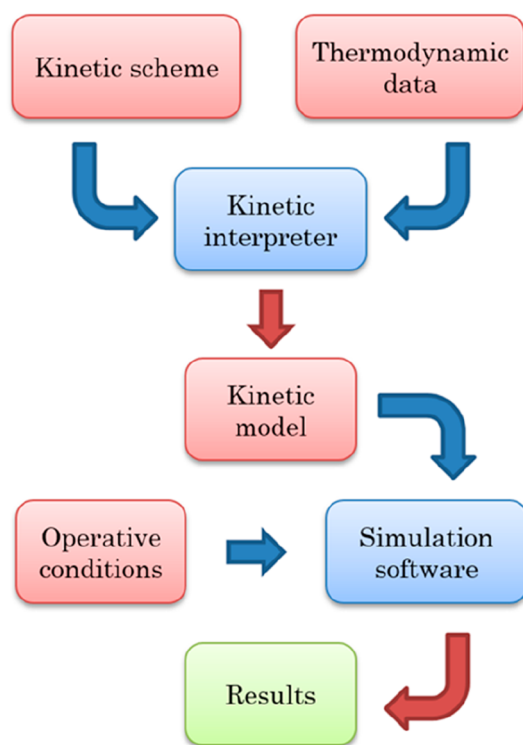 Kinetic scheme
Thermodynamic
data
Kinetic
interpreter
Kinetic
model
Operative
conditions
Simulation
software
Results